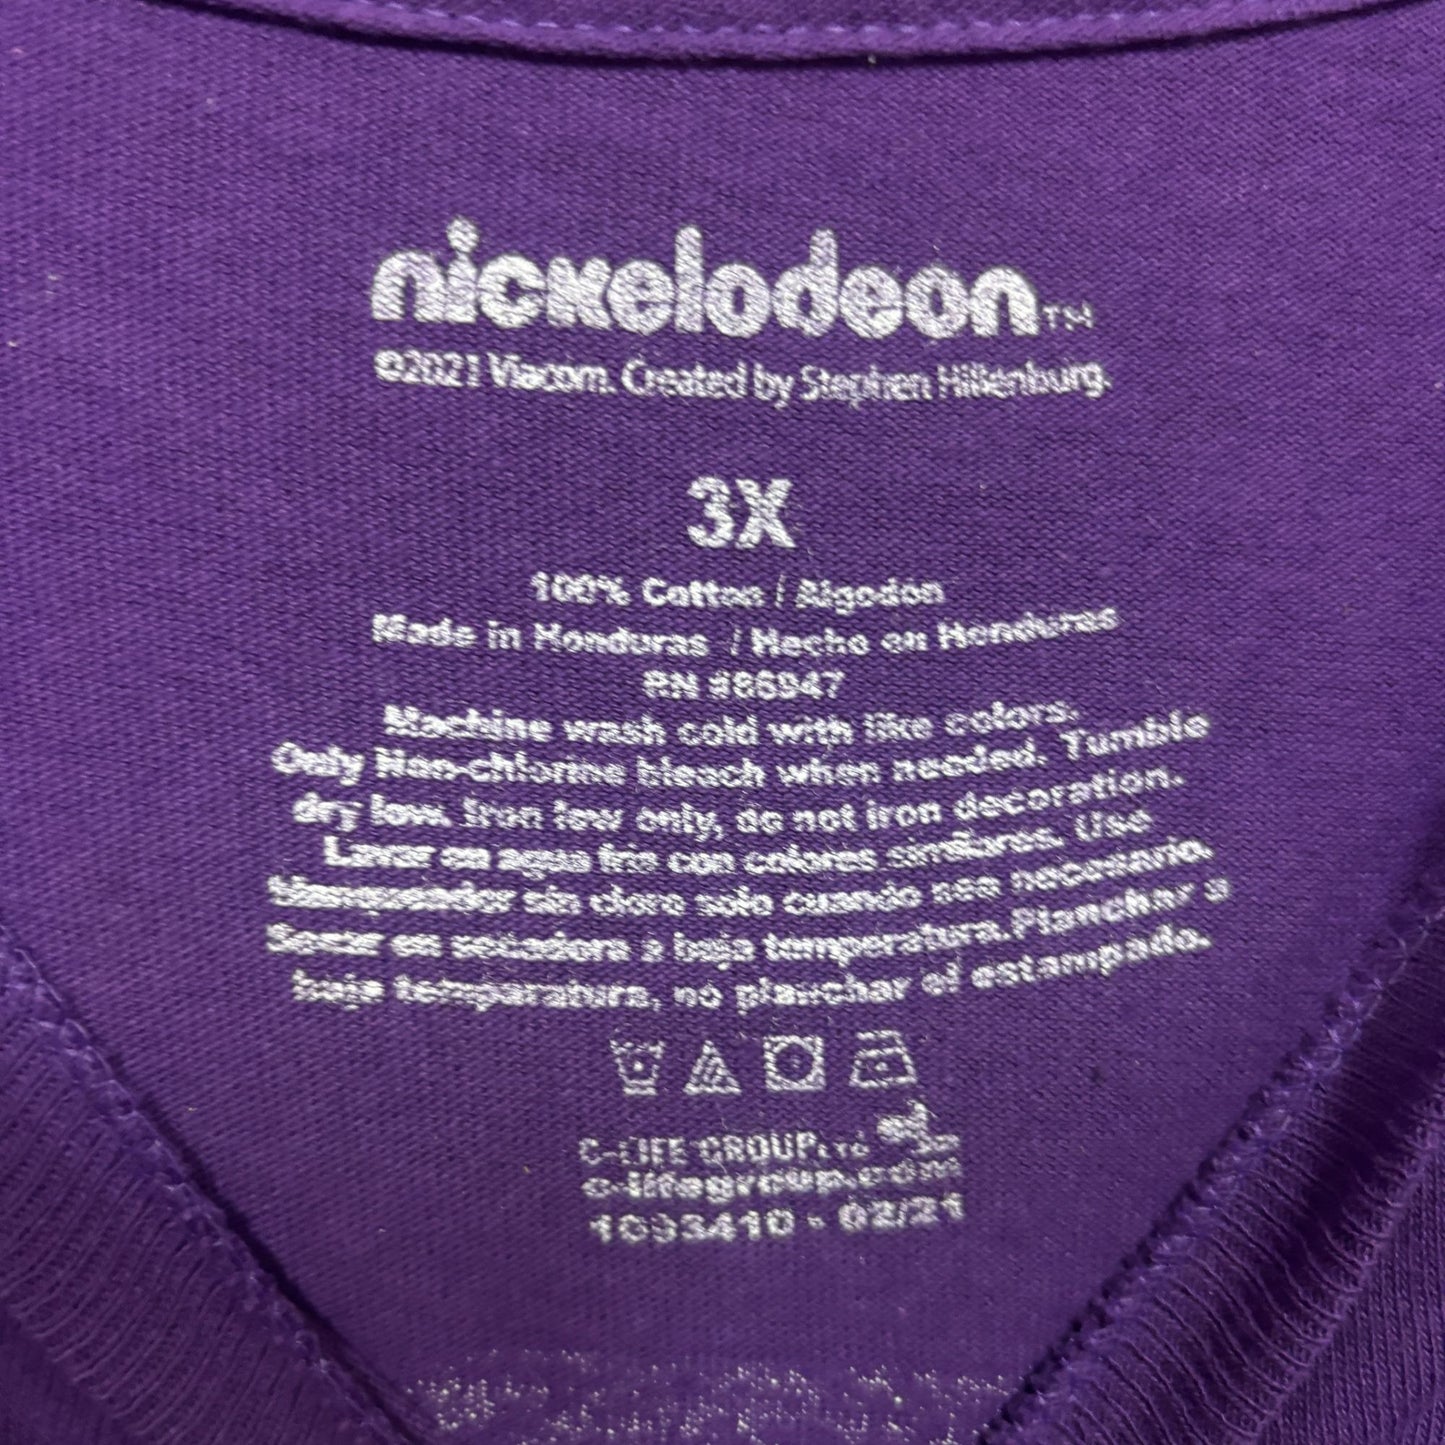 nickelodeon™
©2021 Viacom. Created by Stephen Hillenburg.
3X
100% Cotton / Algodon
Made in Honduras / Hecho en Honduras
RN #86947
Machine wash cold with like colors.
Only Non-chlorine bleach when needed. Tumble
dry low. Iron low only, do not iron decoration.
Lavar en agua fria con colores similares. Use
blanqueador sin cloro solo cuando sea necesario.
Secar en secadora a baja temperatura. Planchar a
baja temperatura, no planchar el estampado.
C-LIFE GROUP LTD
c-lifegroup.com
1093410 - 02/21